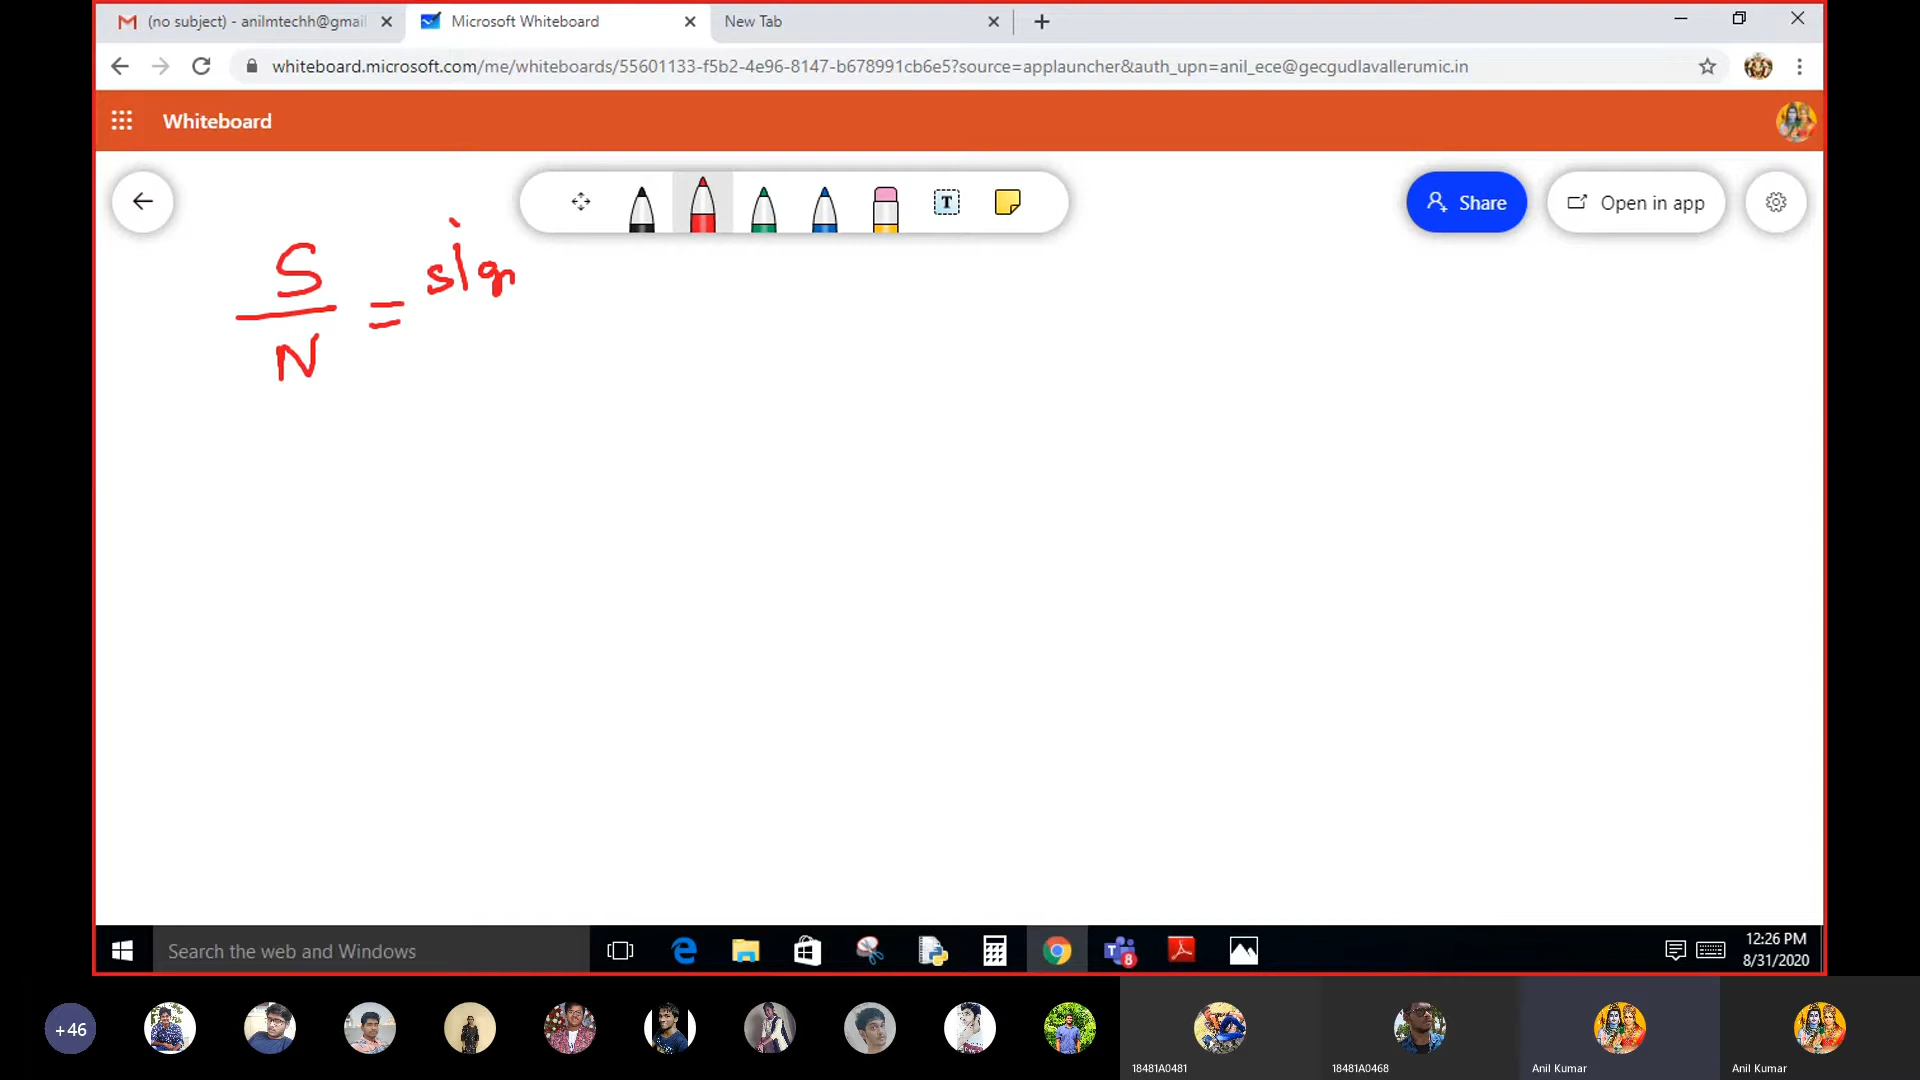 (no subject) - anilmtechh@gmail
Microsoft Whiteboard
New Tab
whiteboard.microsoft.com/me/whiteboards/55601133-f5b2-4e96-8147-b678991cb6e5?source=applauncher&auth_upn=anil_ece@gecgudlavallerumic.in
Whiteboard
T
Share
Open in app
S
N
=
sig
Search the web and Windows
8
12:26 PM
8/31/2020
+46
18481A0481
18481A0468
Anil Kumar
Anil Kumar